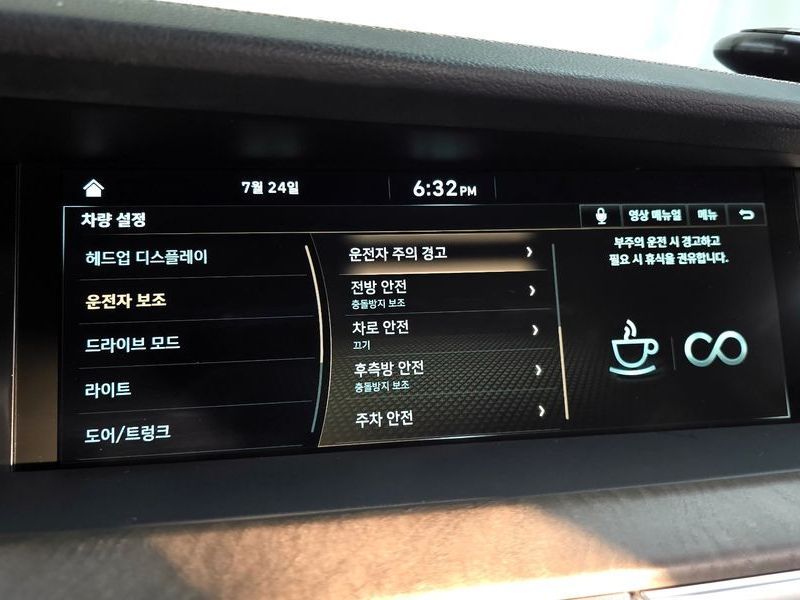 7월 24일
6:32 PM
차량 설정
영상 매뉴얼
메뉴
헤드업 디스플레이
운전자 보조
드라이브 모드
라이트
도어/트렁크
운전자 주의 경고
전방 안전
충돌방지 보조
차로 안전
끄기
후측방 안전
충돌방지 보조
주차 안전
부주의 운전 시 경고하고
필요 시 휴식을 권유합니다.